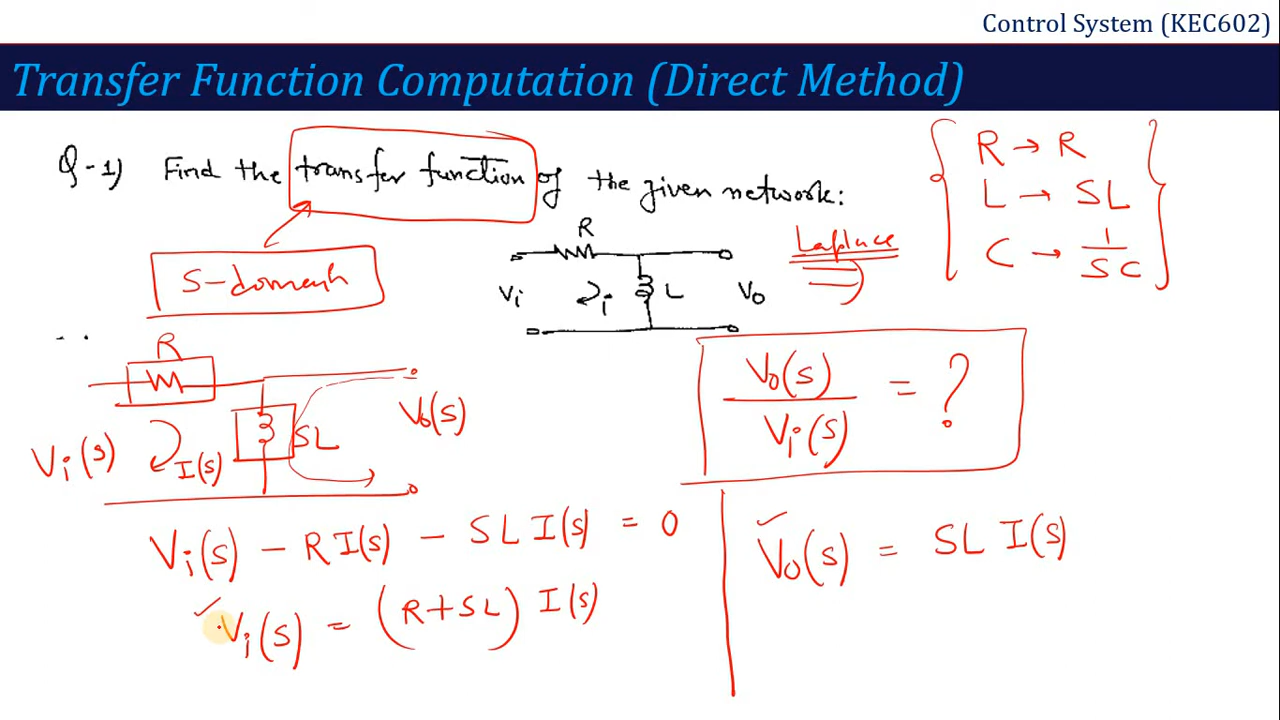 Control System (KEC602)
Transfer Function Computation (Direct Method)
Q-1) Find the transfer function of the given network:
R → R
L → SL
C → 1/SC
S-domain
R
Vi
i
L
Vo
Laplace
R
Vi(s)
I(s)
SL
Vo(s)
Vo(s)/Vi(s) = ?
Vi(s) - R I(s) - SL I(s) = 0
Vi(s) = (R+SL) I(s)
Vo(s) = SL I(s)